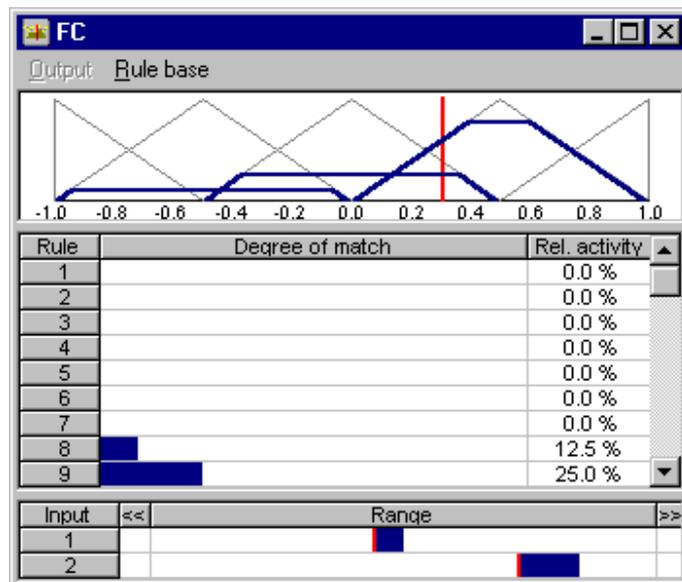 FC
Output Rule base
-1.0 -0.8 -0.6 -0.4 -0.2 0.0 0.2 0.4 0.6 0.8 1.0
Rule Degree of match Rel. activity
1 0.0 %
2 0.0 %
3 0.0 %
4 0.0 %
5 0.0 %
6 0.0 %
7 0.0 %
8 12.5 %
9 25.0 %
Input << Range >>
1
2